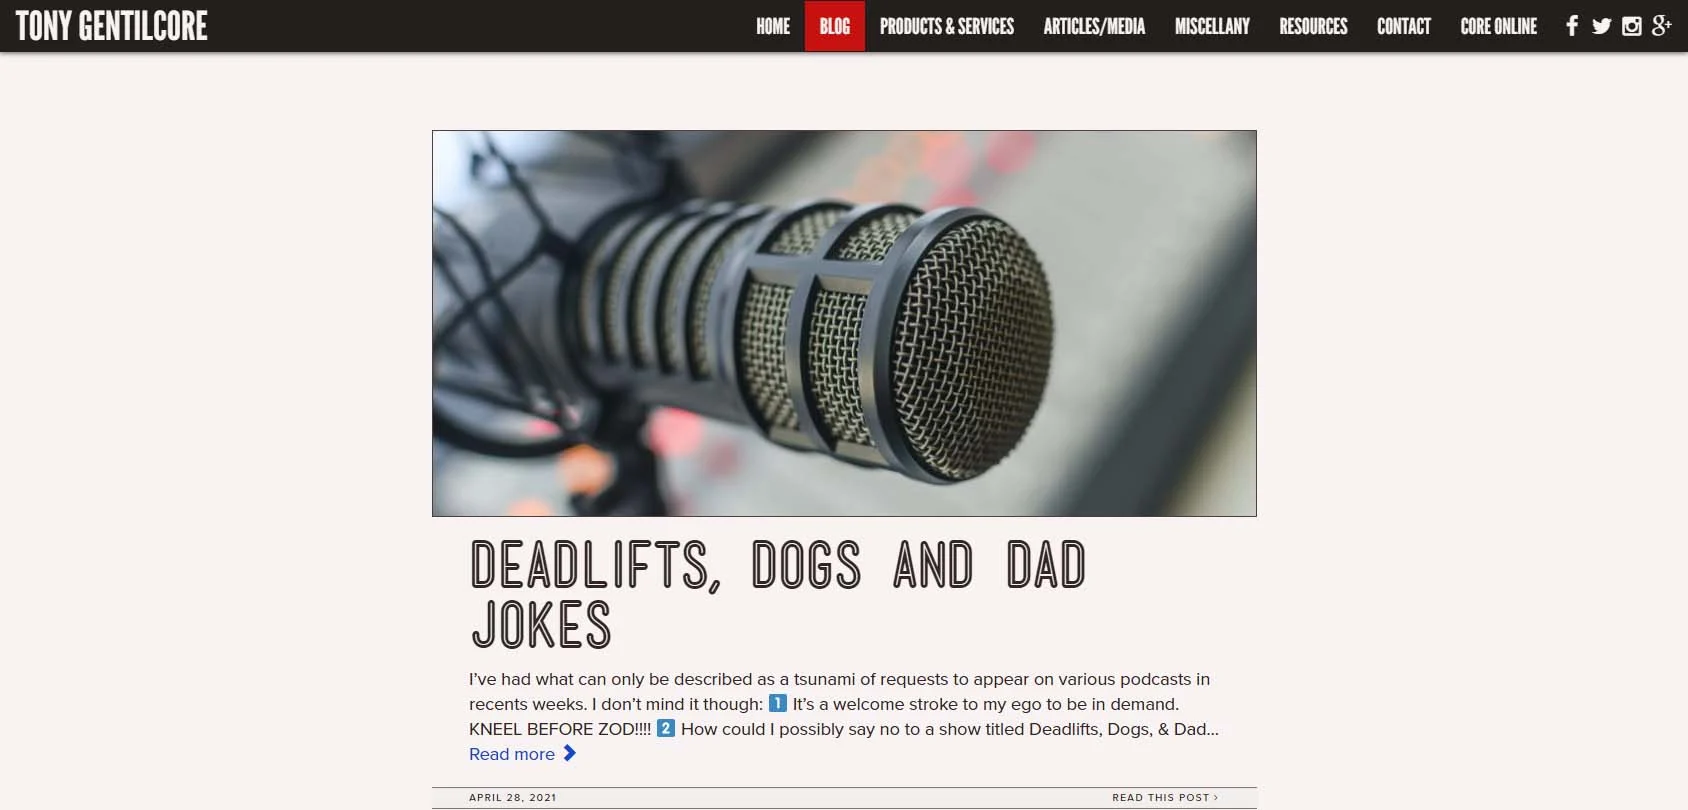 TONY GENTILCORE
HOME BLOG PRODUCTS & SERVICES ARTICLES/MEDIA MISCELLANY RESOURCES CONTACT CORE ONLINE
DEADLIFTS, DOGS AND DAD
JOKES
I've had what can only be described as a tsunami of requests to appear on various podcasts in
recents weeks. I don't mind it though: 1️⃣ It's a welcome stroke to my ego to be in demand.
KNEEL BEFORE ZOD!!!! 2️⃣ How could I possibly say no to a show titled Deadlifts, Dogs, & Dad...
Read more
APRIL 28, 2021
READ THIS POST ›